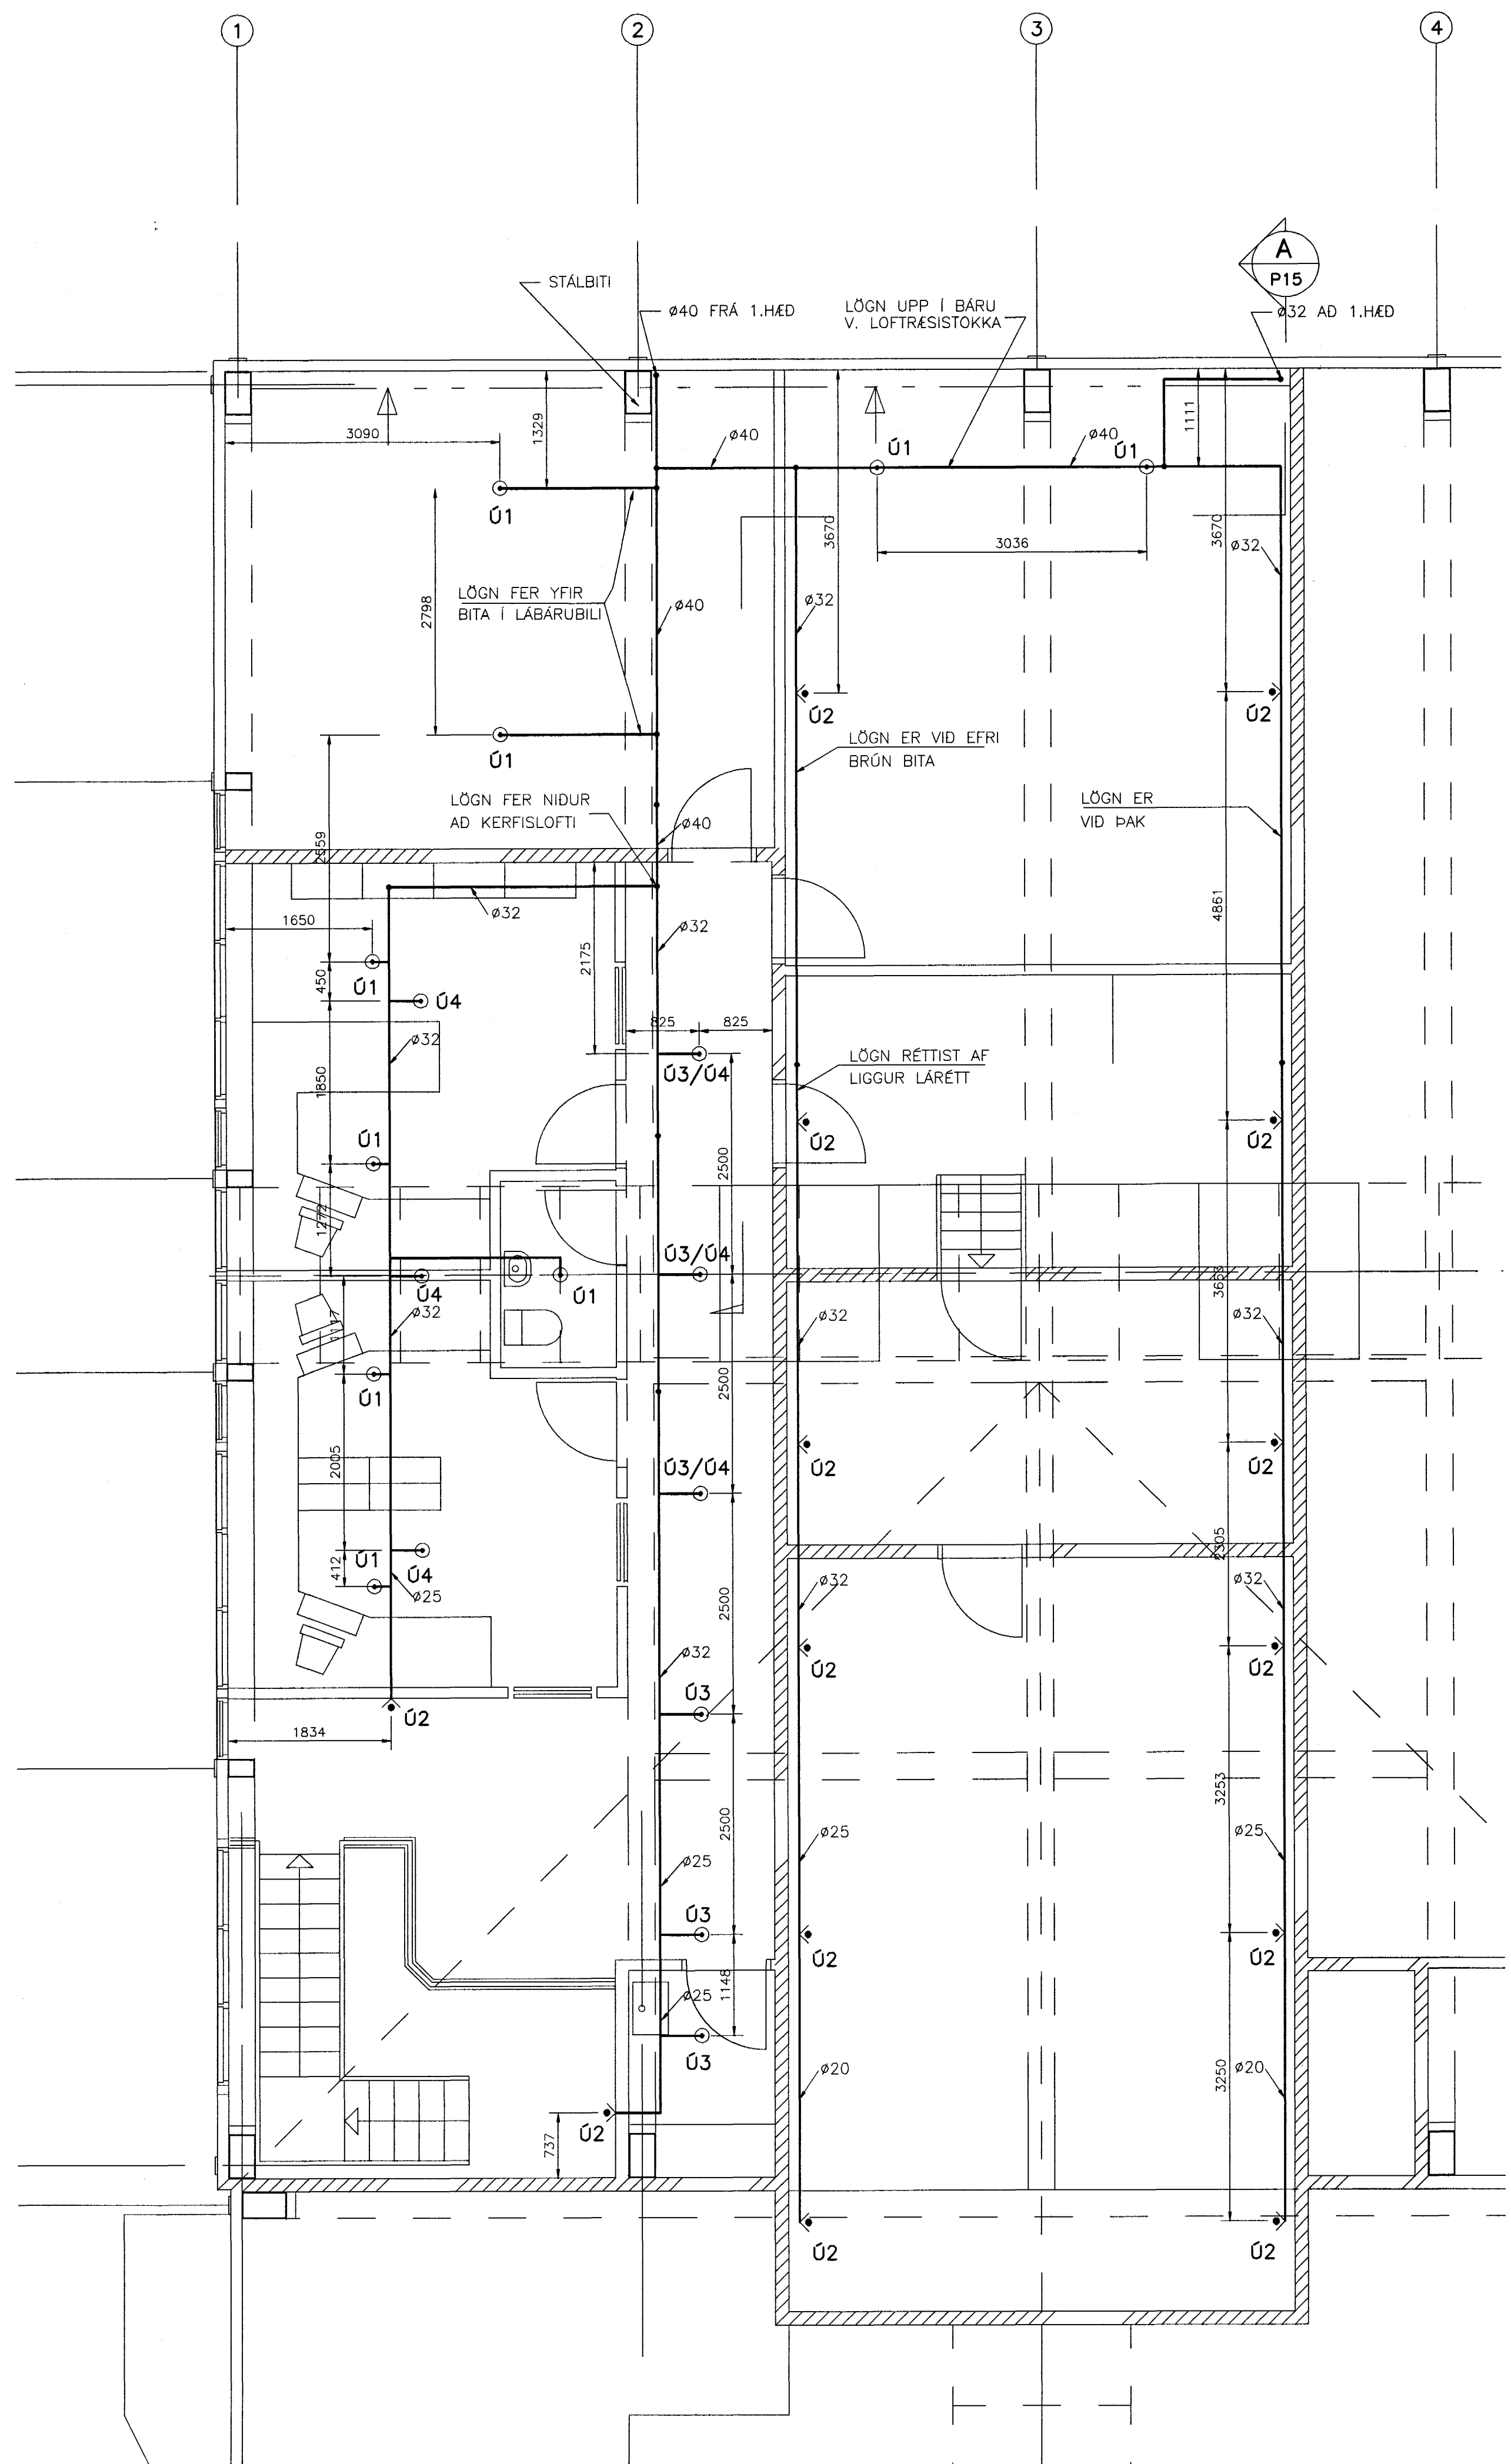 1
2
3
4
A
P15
STÁLBITI
ø40 FRÁ 1.HÆÐ
LÖGN UPP Í BÁRU
V. LOFTRÆSISTOKKA
ø32 AÐ 1.HÆÐ
3090
1329
ø40
Ú1
ø40
Ú1
1111
Ú1
3670
3036
3670
ø32
2798
LÖGN FER YFIR
BITA Í LÁBÁRUBILI
ø40
ø32
Ú2
Ú2
Ú1
LÖGN ER VIÐ EFRI
BRÚN BITA
LÖGN FER NIÐUR
AÐ KERFISLOFTI
ø40
LÖGN ER
VIÐ ÞAK
2559
1650
ø32
ø32
2175
4861
450
Ú1
Ú4
825
825
ø32
Ú3/Ú4
LÖGN RÉTTIST AF
LIGGUR LÁRÉTT
1850
Ú1
Ú2
Ú2
2500
1272
Ú3/Ú4
Ú4
Ú1
ø32
ø32
ø32
Ú1
2500
2005
Ú3/Ú4
Ú2
Ú2
Ú1
Ú4
412
ø25
2305
ø32
ø32
2500
ø32
Ú2
Ú2
Ú3
Ú2
1834
3253
2500
ø25
ø25
ø25
Ú3
Ú2
Ú2
1148
ø25
Ú3
ø20
3250
ø20
Ú2
737
Ú2
Ú2